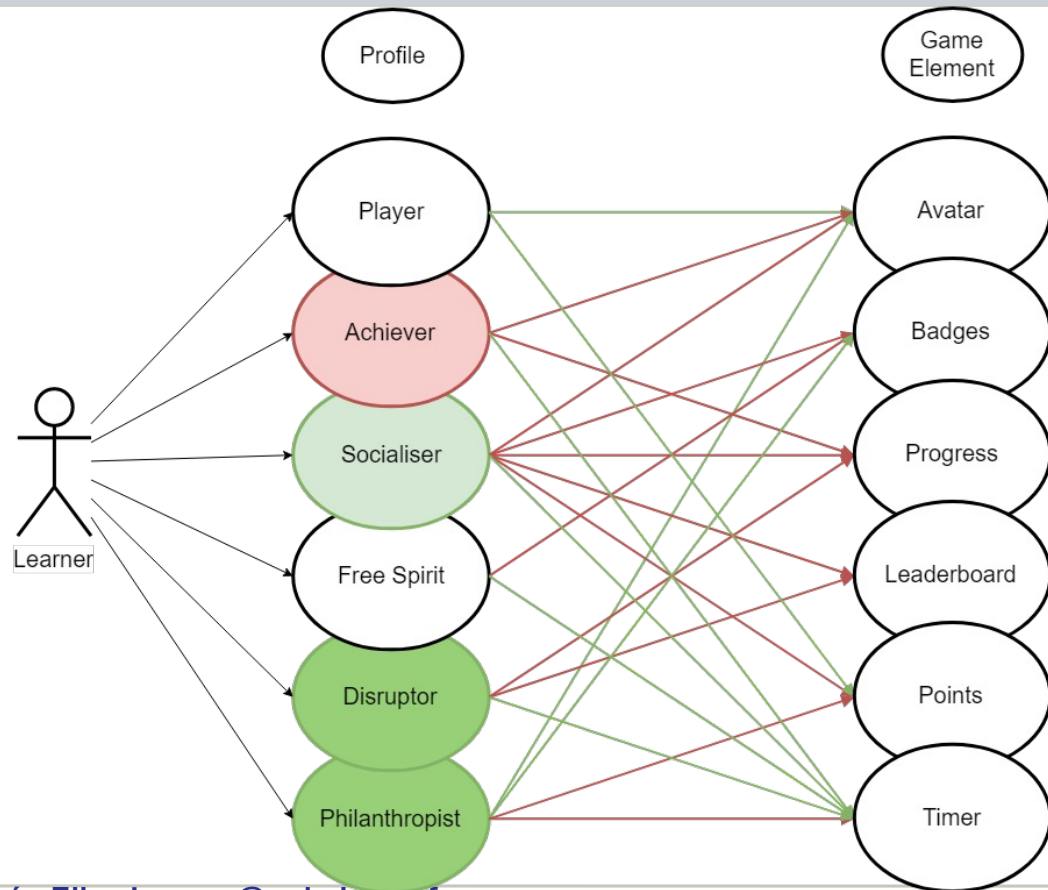 Profile
Game
Element
Player
Avatar
Achiever
Badges
Socialiser
Progress
Learner
Free Spirit
Leaderboard
Disruptor
Points
Philanthropist
Timer